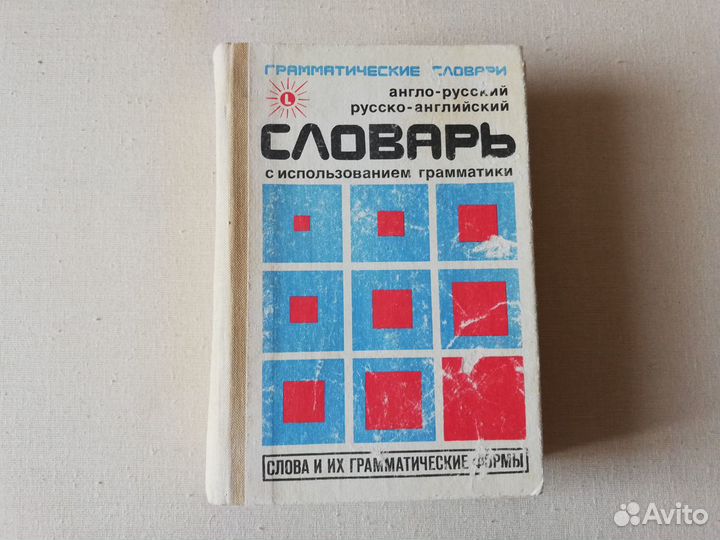 ГРАММАТИЧЕСКИЕ СЛОВАРИ
L
англо-русский
русско-английский
СЛОВАРЬ
с использованием грамматики
СЛОВА И ИХ ГРАММАТИЧЕСКИЕ ФОРМЫ
Avito